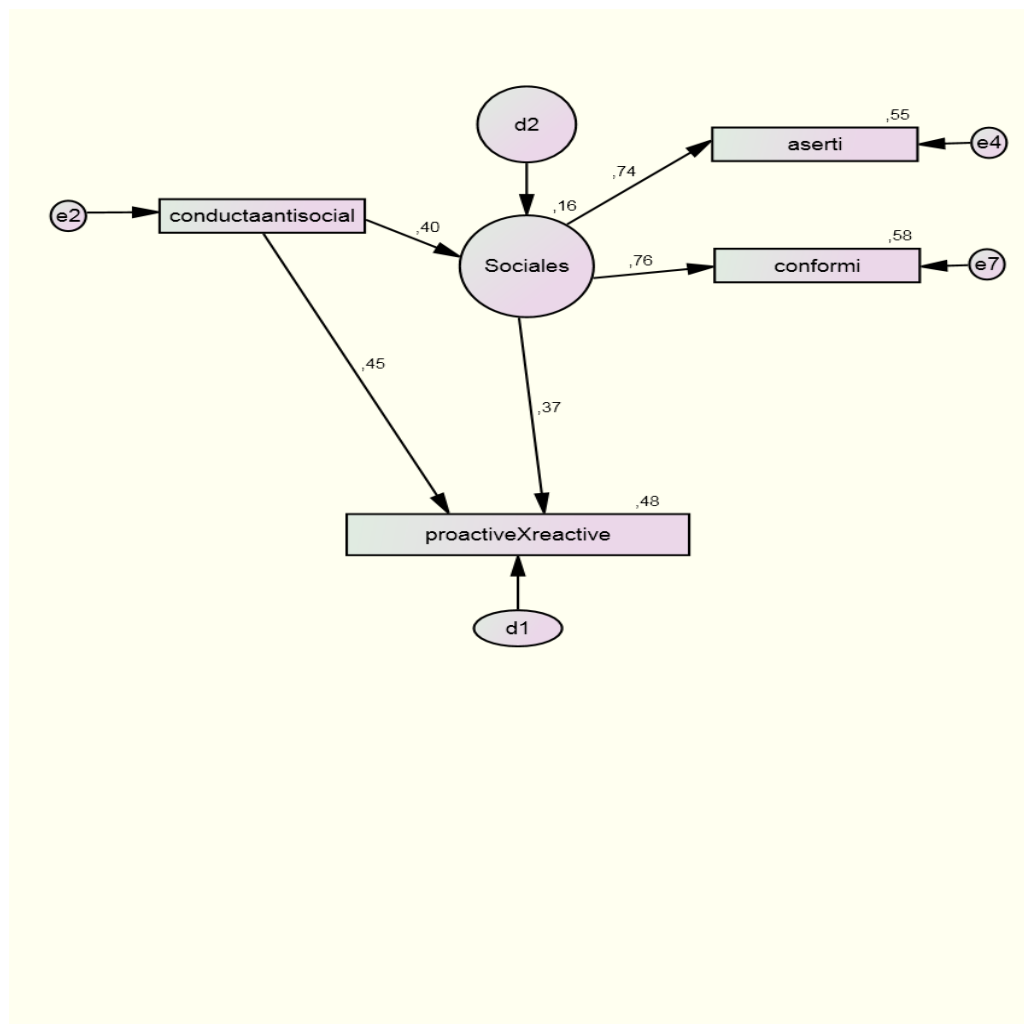 d2
,55
aserti
e4
,74
,16
e2
conductaantisocial
,40
Sociales
,76
,58
conformi
e7
,45
,37
,48
proactiveXreactive
d1